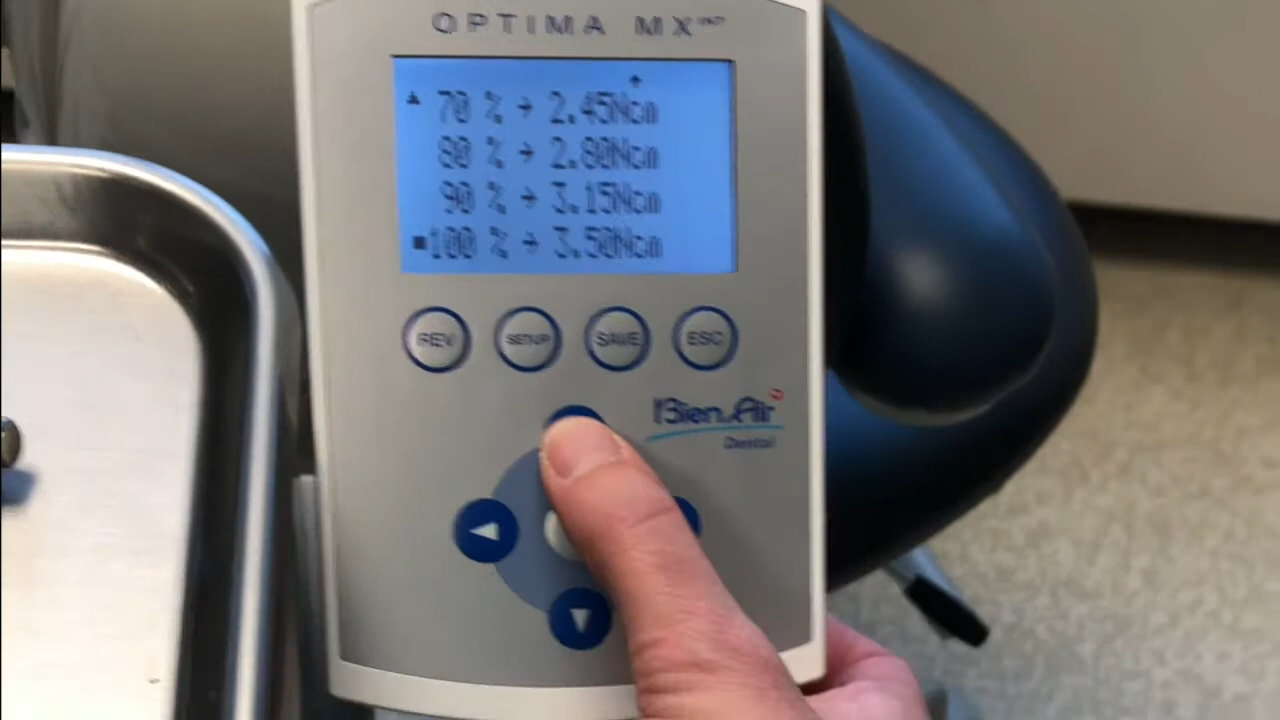 OPTIMA MX INT
70 % → 2.45Ncm
80 % → 2.80Ncm
90 % → 3.15Ncm
100 % → 3.50Ncm
REV SETUP SAVE ESC
Bien Air
Dental